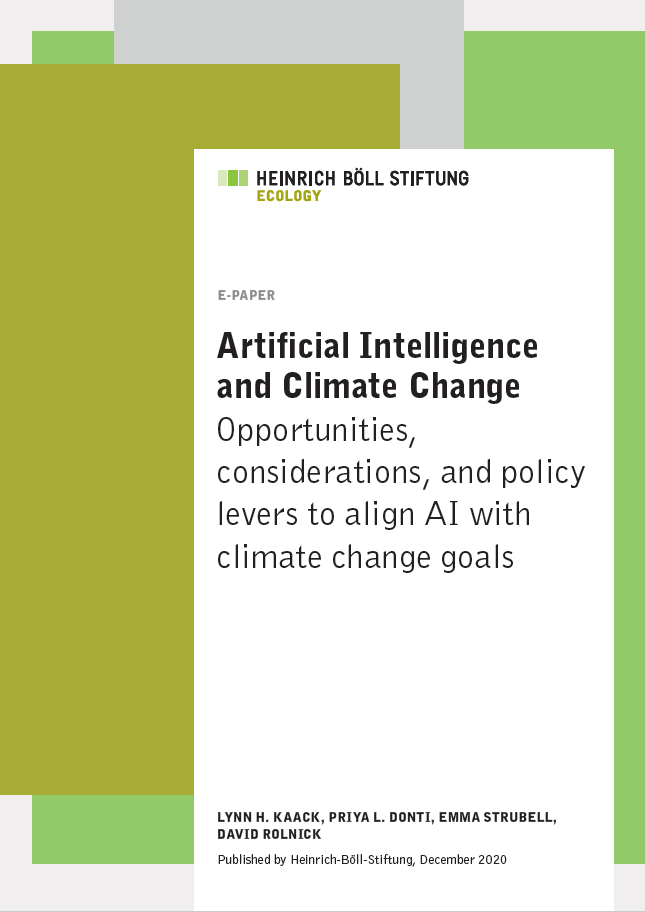 HEINRICH BÖLL STIFTUNG
ECOLOGY
E-PAPER
Artificial Intelligence
and Climate Change
Opportunities,
considerations, and policy
levers to align AI with
climate change goals
LYNN H. KAACK, PRIYA L. DONTI, EMMA STRUBELL,
DAVID ROLNICK
Published by Heinrich-Böll-Stiftung, December 2020